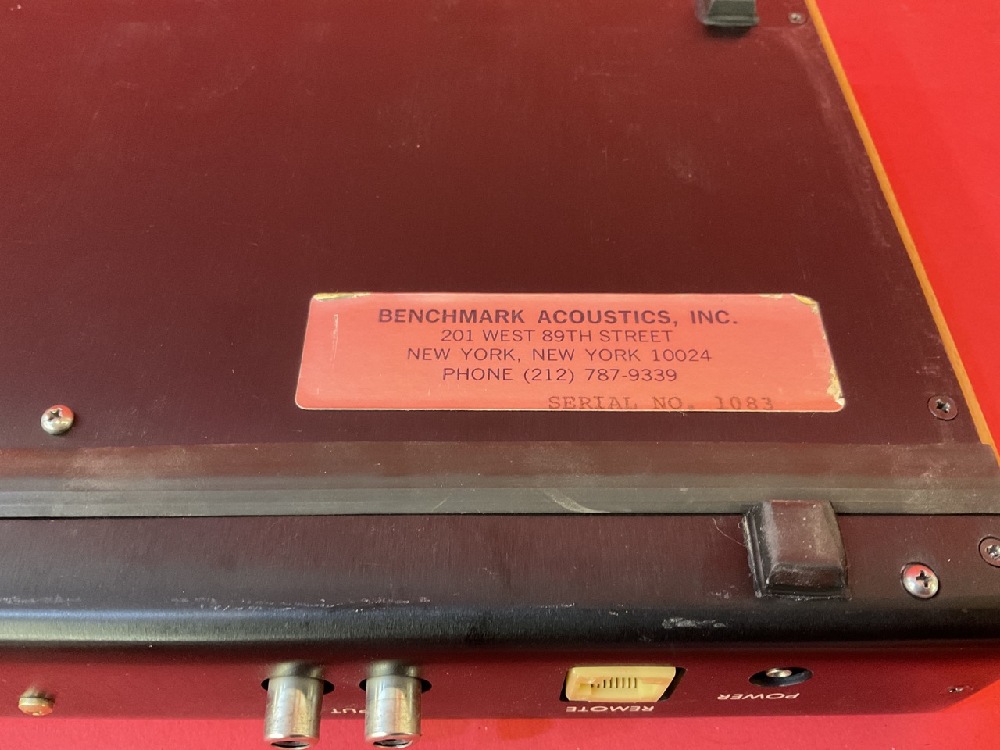 BENCHMARK ACOUSTICS, INC.
201 WEST 89TH STREET
NEW YORK, NEW YORK 10024
PHONE (212) 787-9339
SERIAL NO. 1083
PUT
REMOTE
POWER